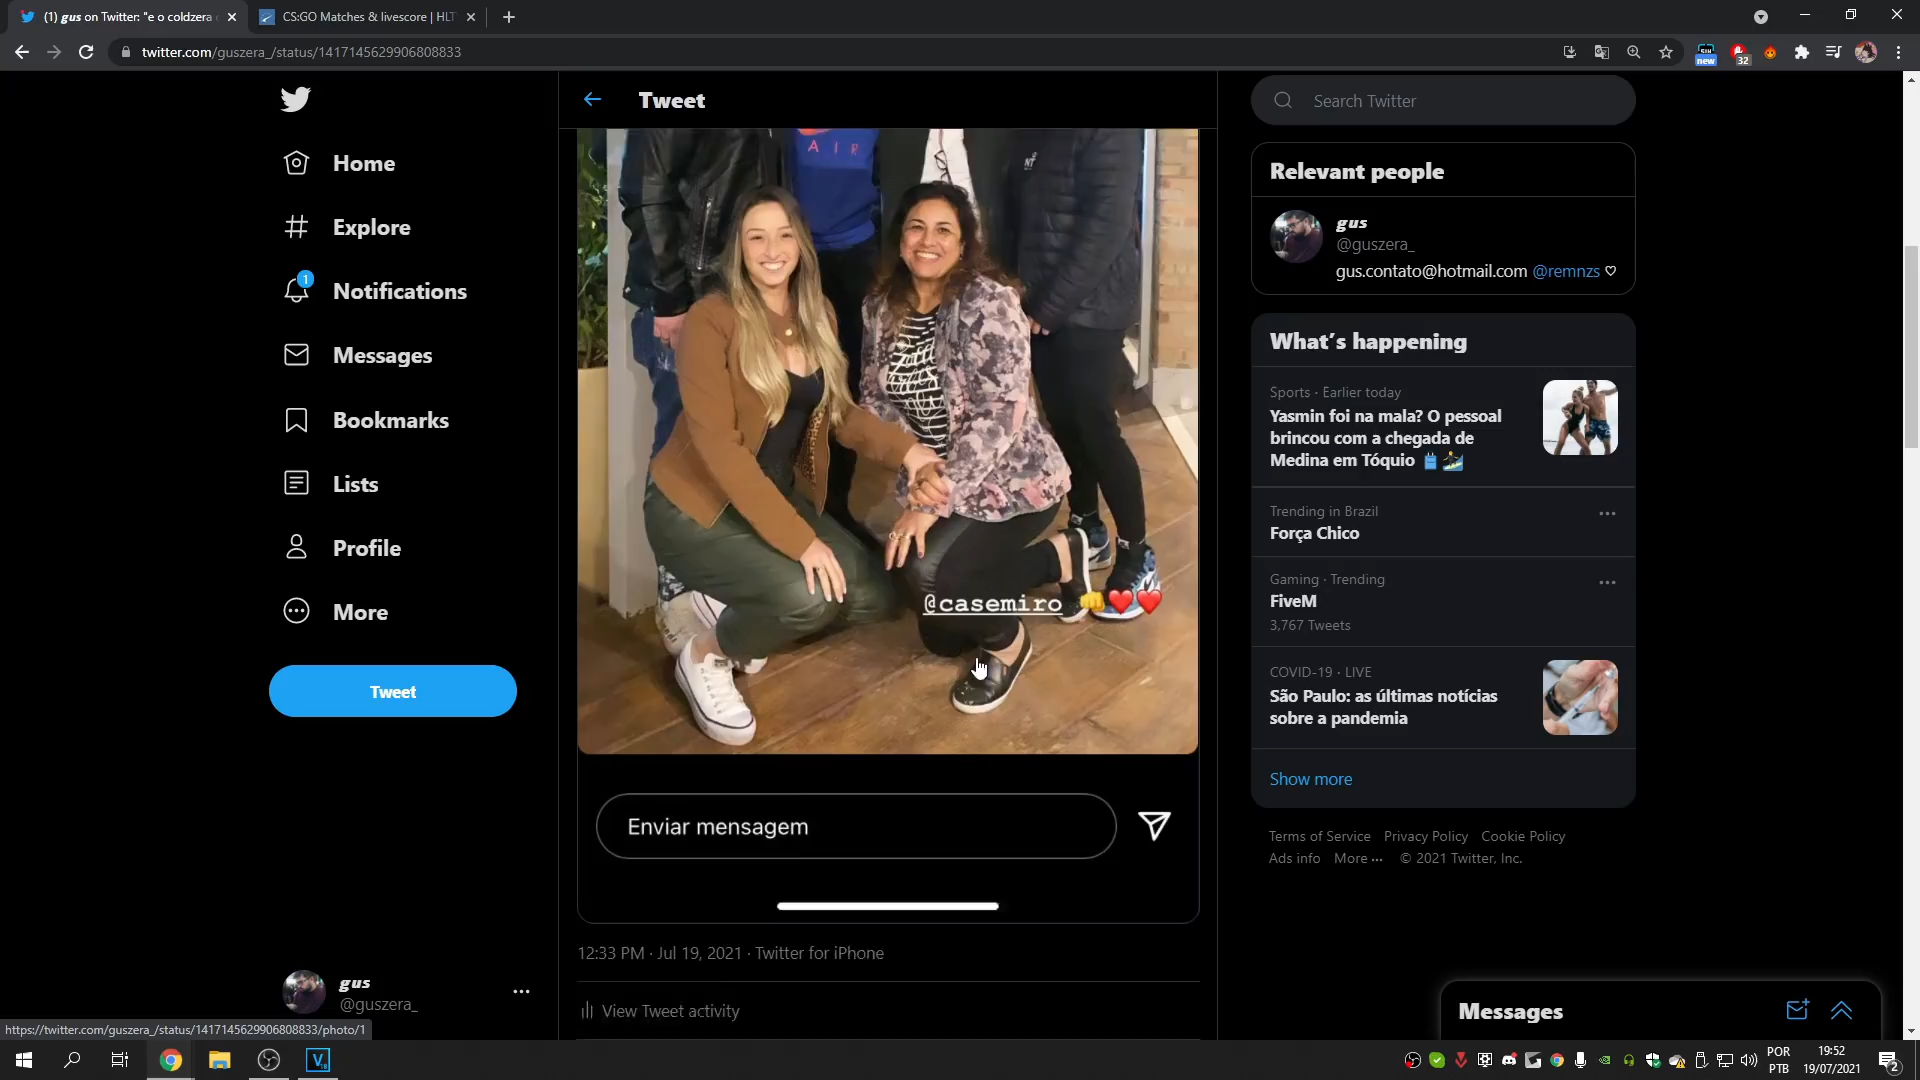 (1) gus on Twitter: "e o coldzera
CS:GO Matches & livescore | HLT
twitter.com/guszera_/status/1417145629906808833
new
32
Home
Explore
1
Notifications
Messages
Bookmarks
Lists
Profile
More
Tweet
gus
@guszera_
https://twitter.com/guszera_/status/1417145629906808833/photo/1
Tweet
AIR
@casemiro 👊❤️❤️
Enviar mensagem
12:33 PM · Jul 19, 2021 · Twitter for iPhone
View Tweet activity
Search Twitter
Relevant people
gus
@guszera_
gus.contato@hotmail.com @remnzs ♡
What's happening
Sports · Earlier today
Yasmin foi na mala? O pessoal
brincou com a chegada de
Medina em Tóquio 🧳🏄
Trending in Brazil
Força Chico
Gaming · Trending
FiveM
3,767 Tweets
COVID-19 · LIVE
São Paulo: as últimas notícias
sobre a pandemia
Show more
Terms of Service Privacy Policy Cookie Policy
Ads info More ··· © 2021 Twitter, Inc.
Messages
POR
PTB
19:52
19/07/2021
2